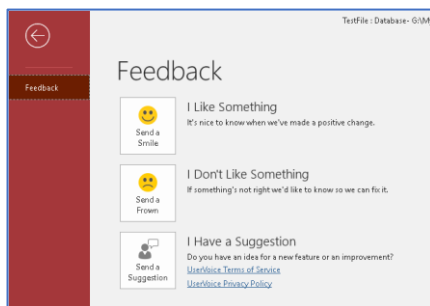 TestFile : Database- G:\My
Feedback
Feedback
I Like Something
It's nice to know when we've made a positive change.
Send a
Smile
I Don't Like Something
If something's not right we'd like to know so we can fix it.
Send a
Frown
I Have a Suggestion
Do you have an idea for a new feature or an improvement?
Send a
Suggestion
UserVoice Terms of Service
UserVoice Privacy Policy